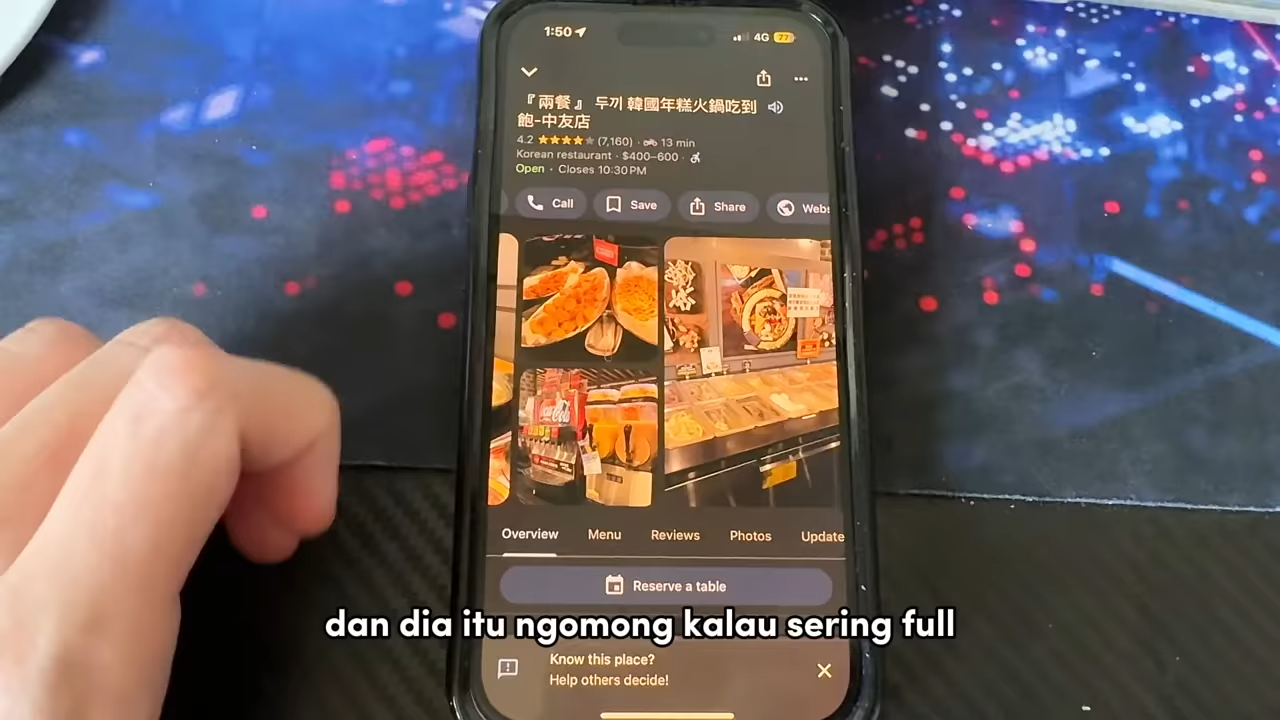 1:50
4G 77
『 兩餐 』 두끼 韓國年糕火鍋吃到
飽-中友店
4.2 (7,160) · 13 min
Korean restaurant · $400–600 ·
Open · Closes 10:30 PM
Call
Save
Share
Webs
Coca-Cola
Overview
Menu
Reviews
Photos
Update
Reserve a table
dan dia itu ngomong kalau sering full
Know this place?
Help others decide!